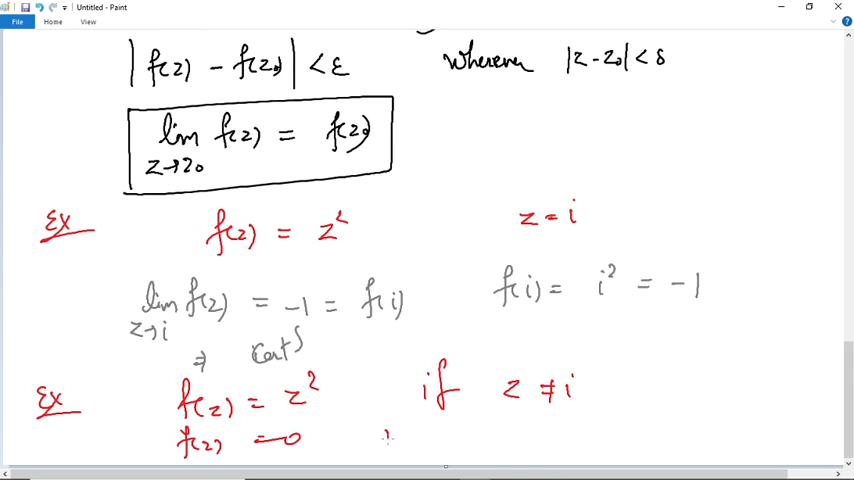 Untitled - Paint
File Home View
|f(z) - f(z₀)| < ε whenever |z - z₀| < δ
lim f(z) = f(z₀)
z→z₀
Ex f(z) = z² z = i
lim f(z) = -1 = f(i) f(i) = i² = -1
z→i
⇒ conts
Ex f(z) = z² if z ≠ i
f(z) = 0